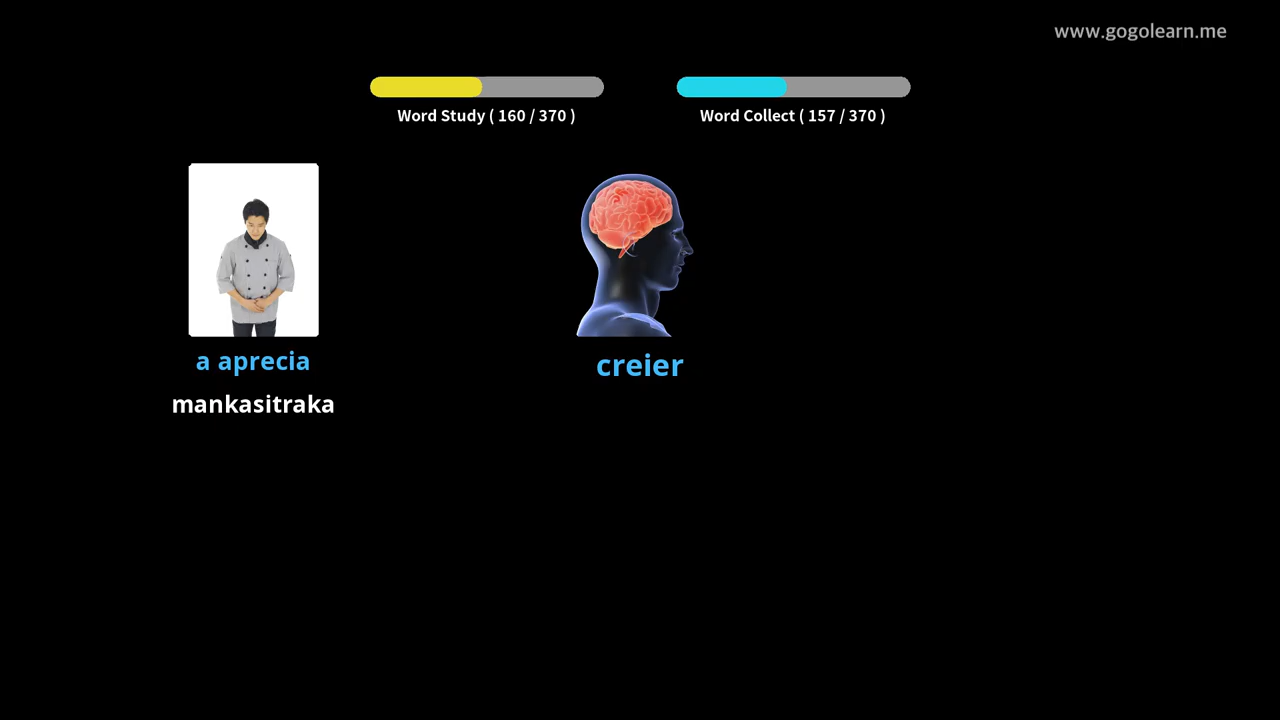 www.gogolearn.me
Word Study ( 160 / 370 )
Word Collect ( 157 / 370 )
a aprecia
mankasitraka
creier